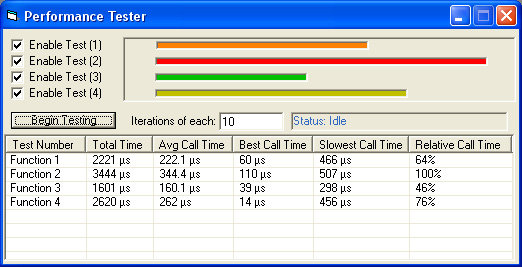 Performance Tester
Enable Test (1)
Enable Test (2)
Enable Test (3)
Enable Test (4)
Begin Testing Iterations of each: 10 Status: Idle
Test Number Total Time Avg Call Time Best Call Time Slowest Call Time Relative Call Time
Function 1 2221 µs 222.1 µs 60 µs 466 µs 64%
Function 2 3444 µs 344.4 µs 110 µs 507 µs 100%
Function 3 1601 µs 160.1 µs 39 µs 298 µs 46%
Function 4 2620 µs 262 µs 14 µs 456 µs 76%